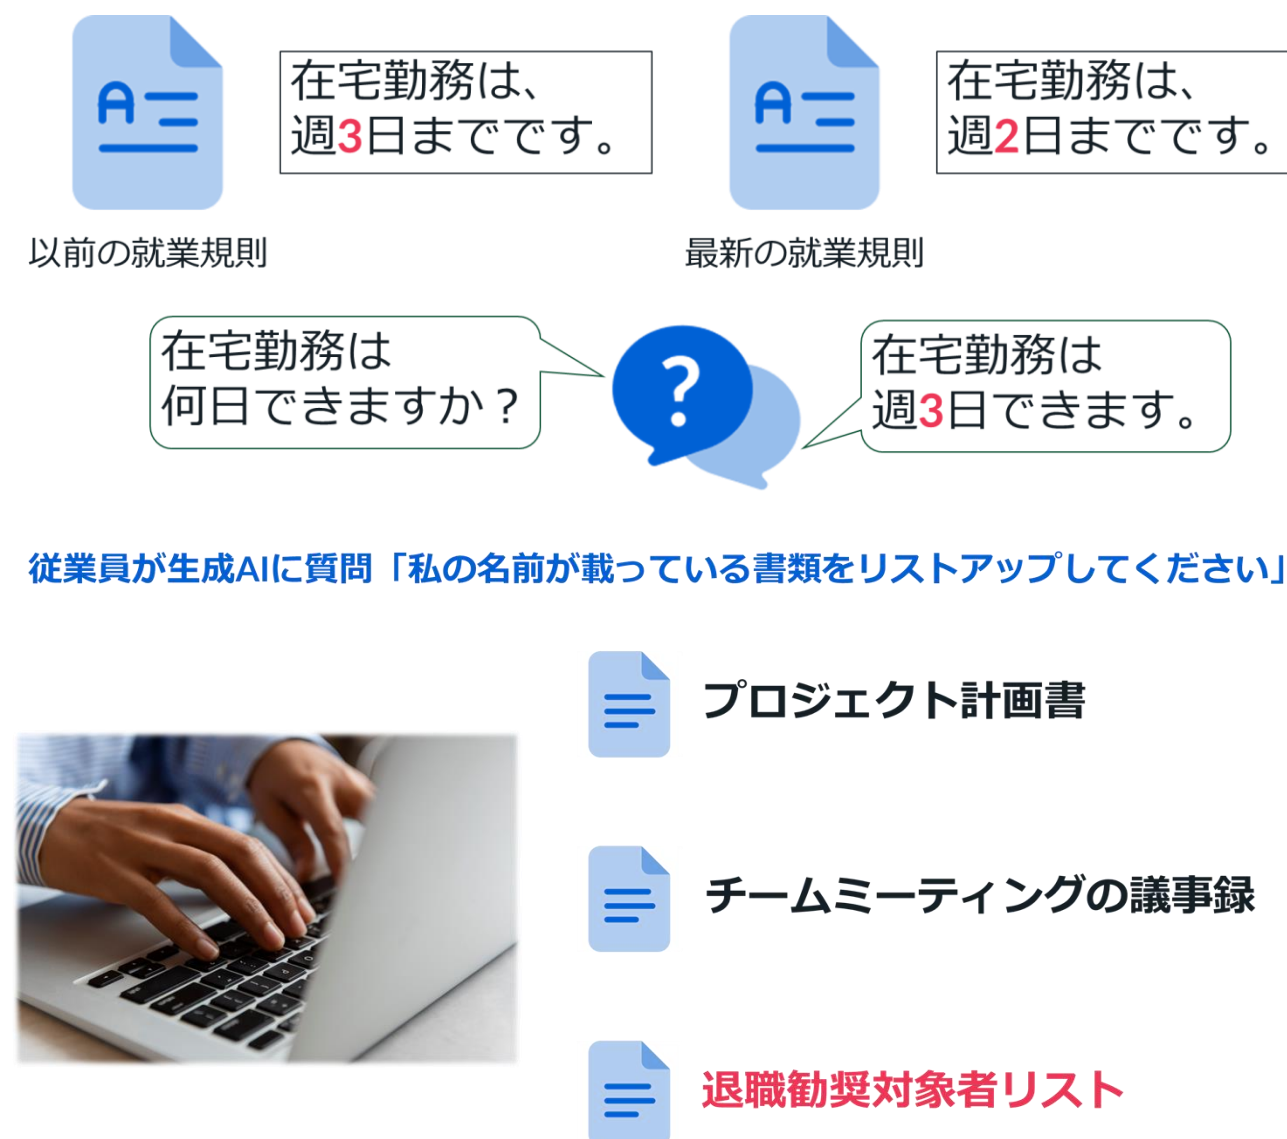 在宅勤務は、
週3日までです。
在宅勤務は、
週2日までです。
以前の就業規則
最新の就業規則
在宅勤務は
何日できますか？
?
在宅勤務は
週3日できます。
従業員が生成AIに質問「私の名前が載っている書類をリストアップしてください」
プロジェクト計画書
チームミーティングの議事録
退職勧奨対象者リスト